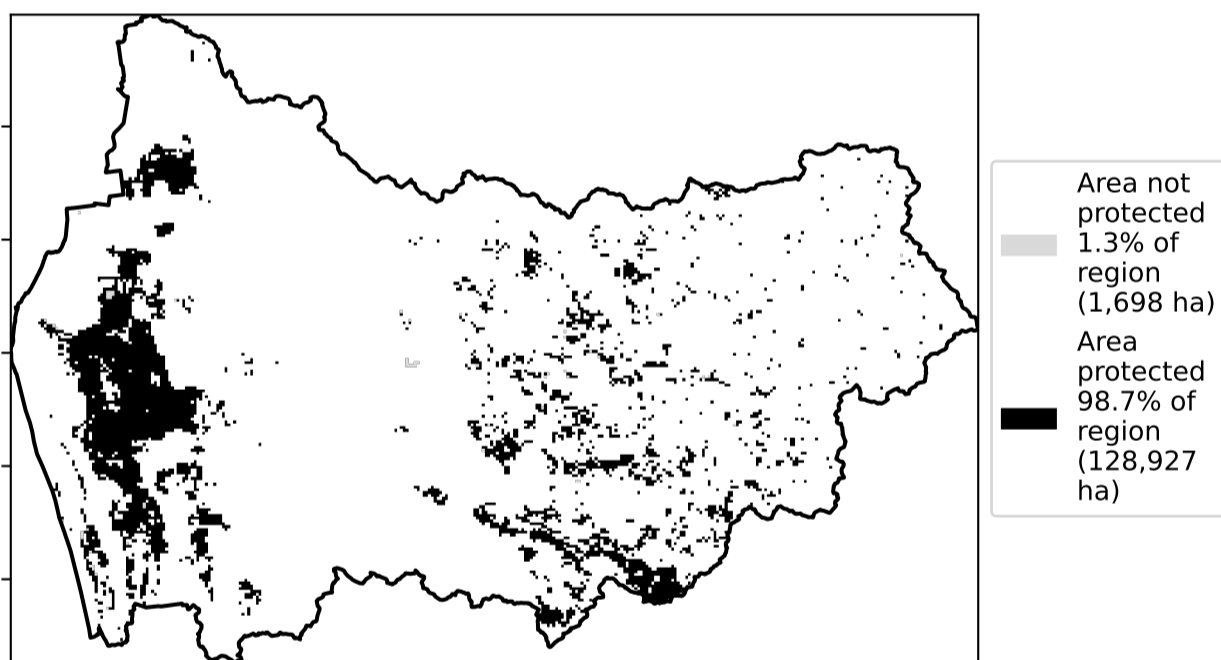 Area not
protected
1.3% of
region
(1,698 ha)
Area
protected
98.7% of
region
(128,927
ha)